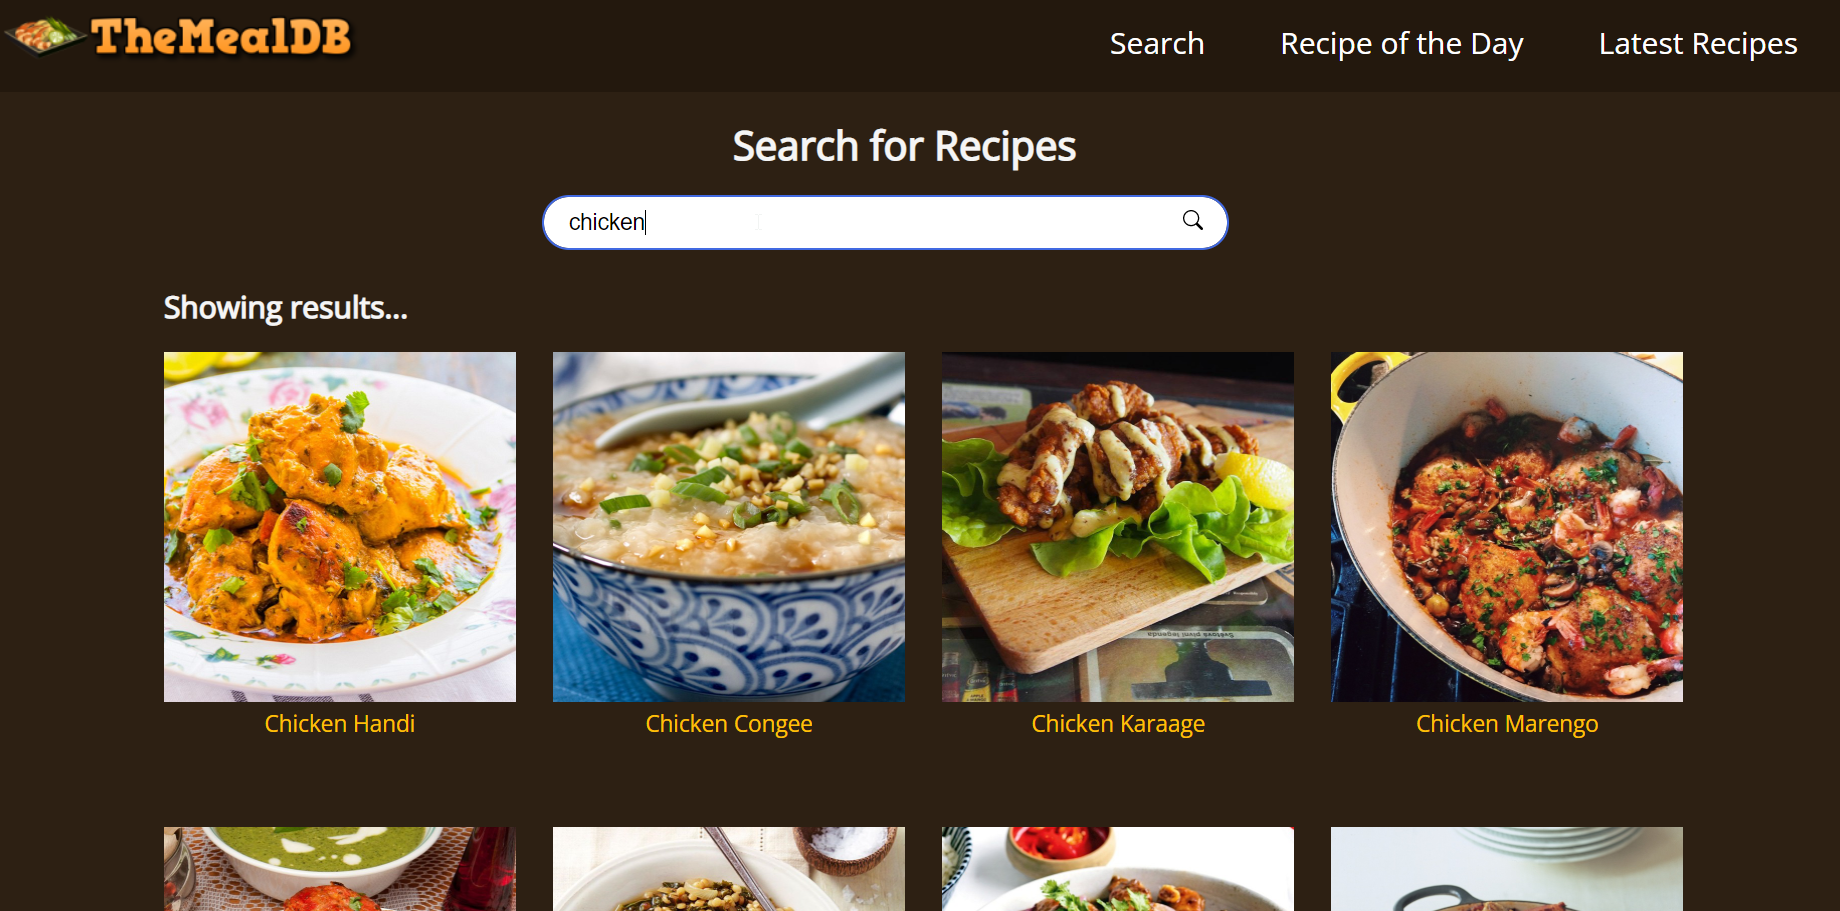 TheMealDB
Search
Recipe of the Day
Latest Recipes
Search for Recipes
chicken
Showing results...
Chicken Handi
Chicken Congee
Chicken Karaage
Chicken Marengo